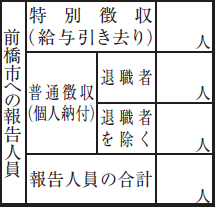 前橋市への報告人員
特別徴収
(給与引き去り)
人
普通徴収
(個人納付)
退職者
人
退職者
を除く
人
報告人員の合計
人